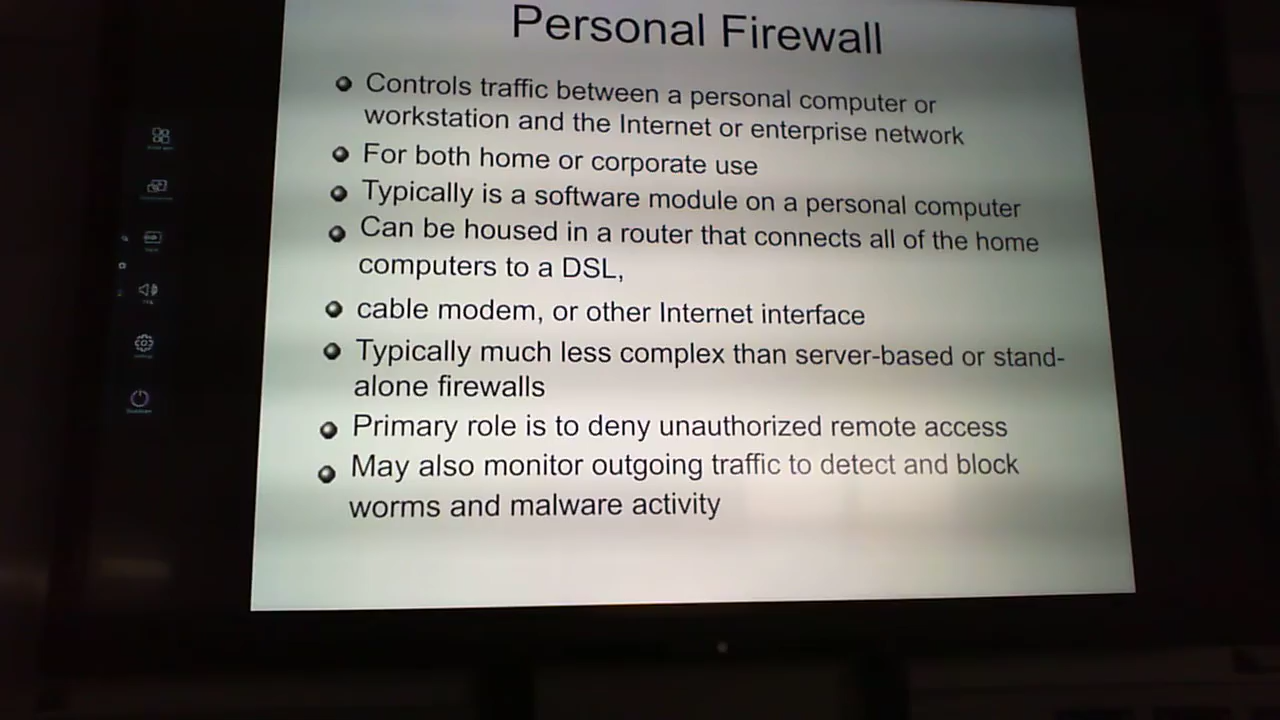 Personal Firewall
Controls traffic between a personal computer or
workstation and the Internet or enterprise network
For both home or corporate use
Typically is a software module on a personal computer
Can be housed in a router that connects all of the home
computers to a DSL,
cable modem, or other Internet interface
Typically much less complex than server-based or stand-
alone firewalls
Primary role is to deny unauthorized remote access
May also monitor outgoing traffic to detect and block
worms and malware activity